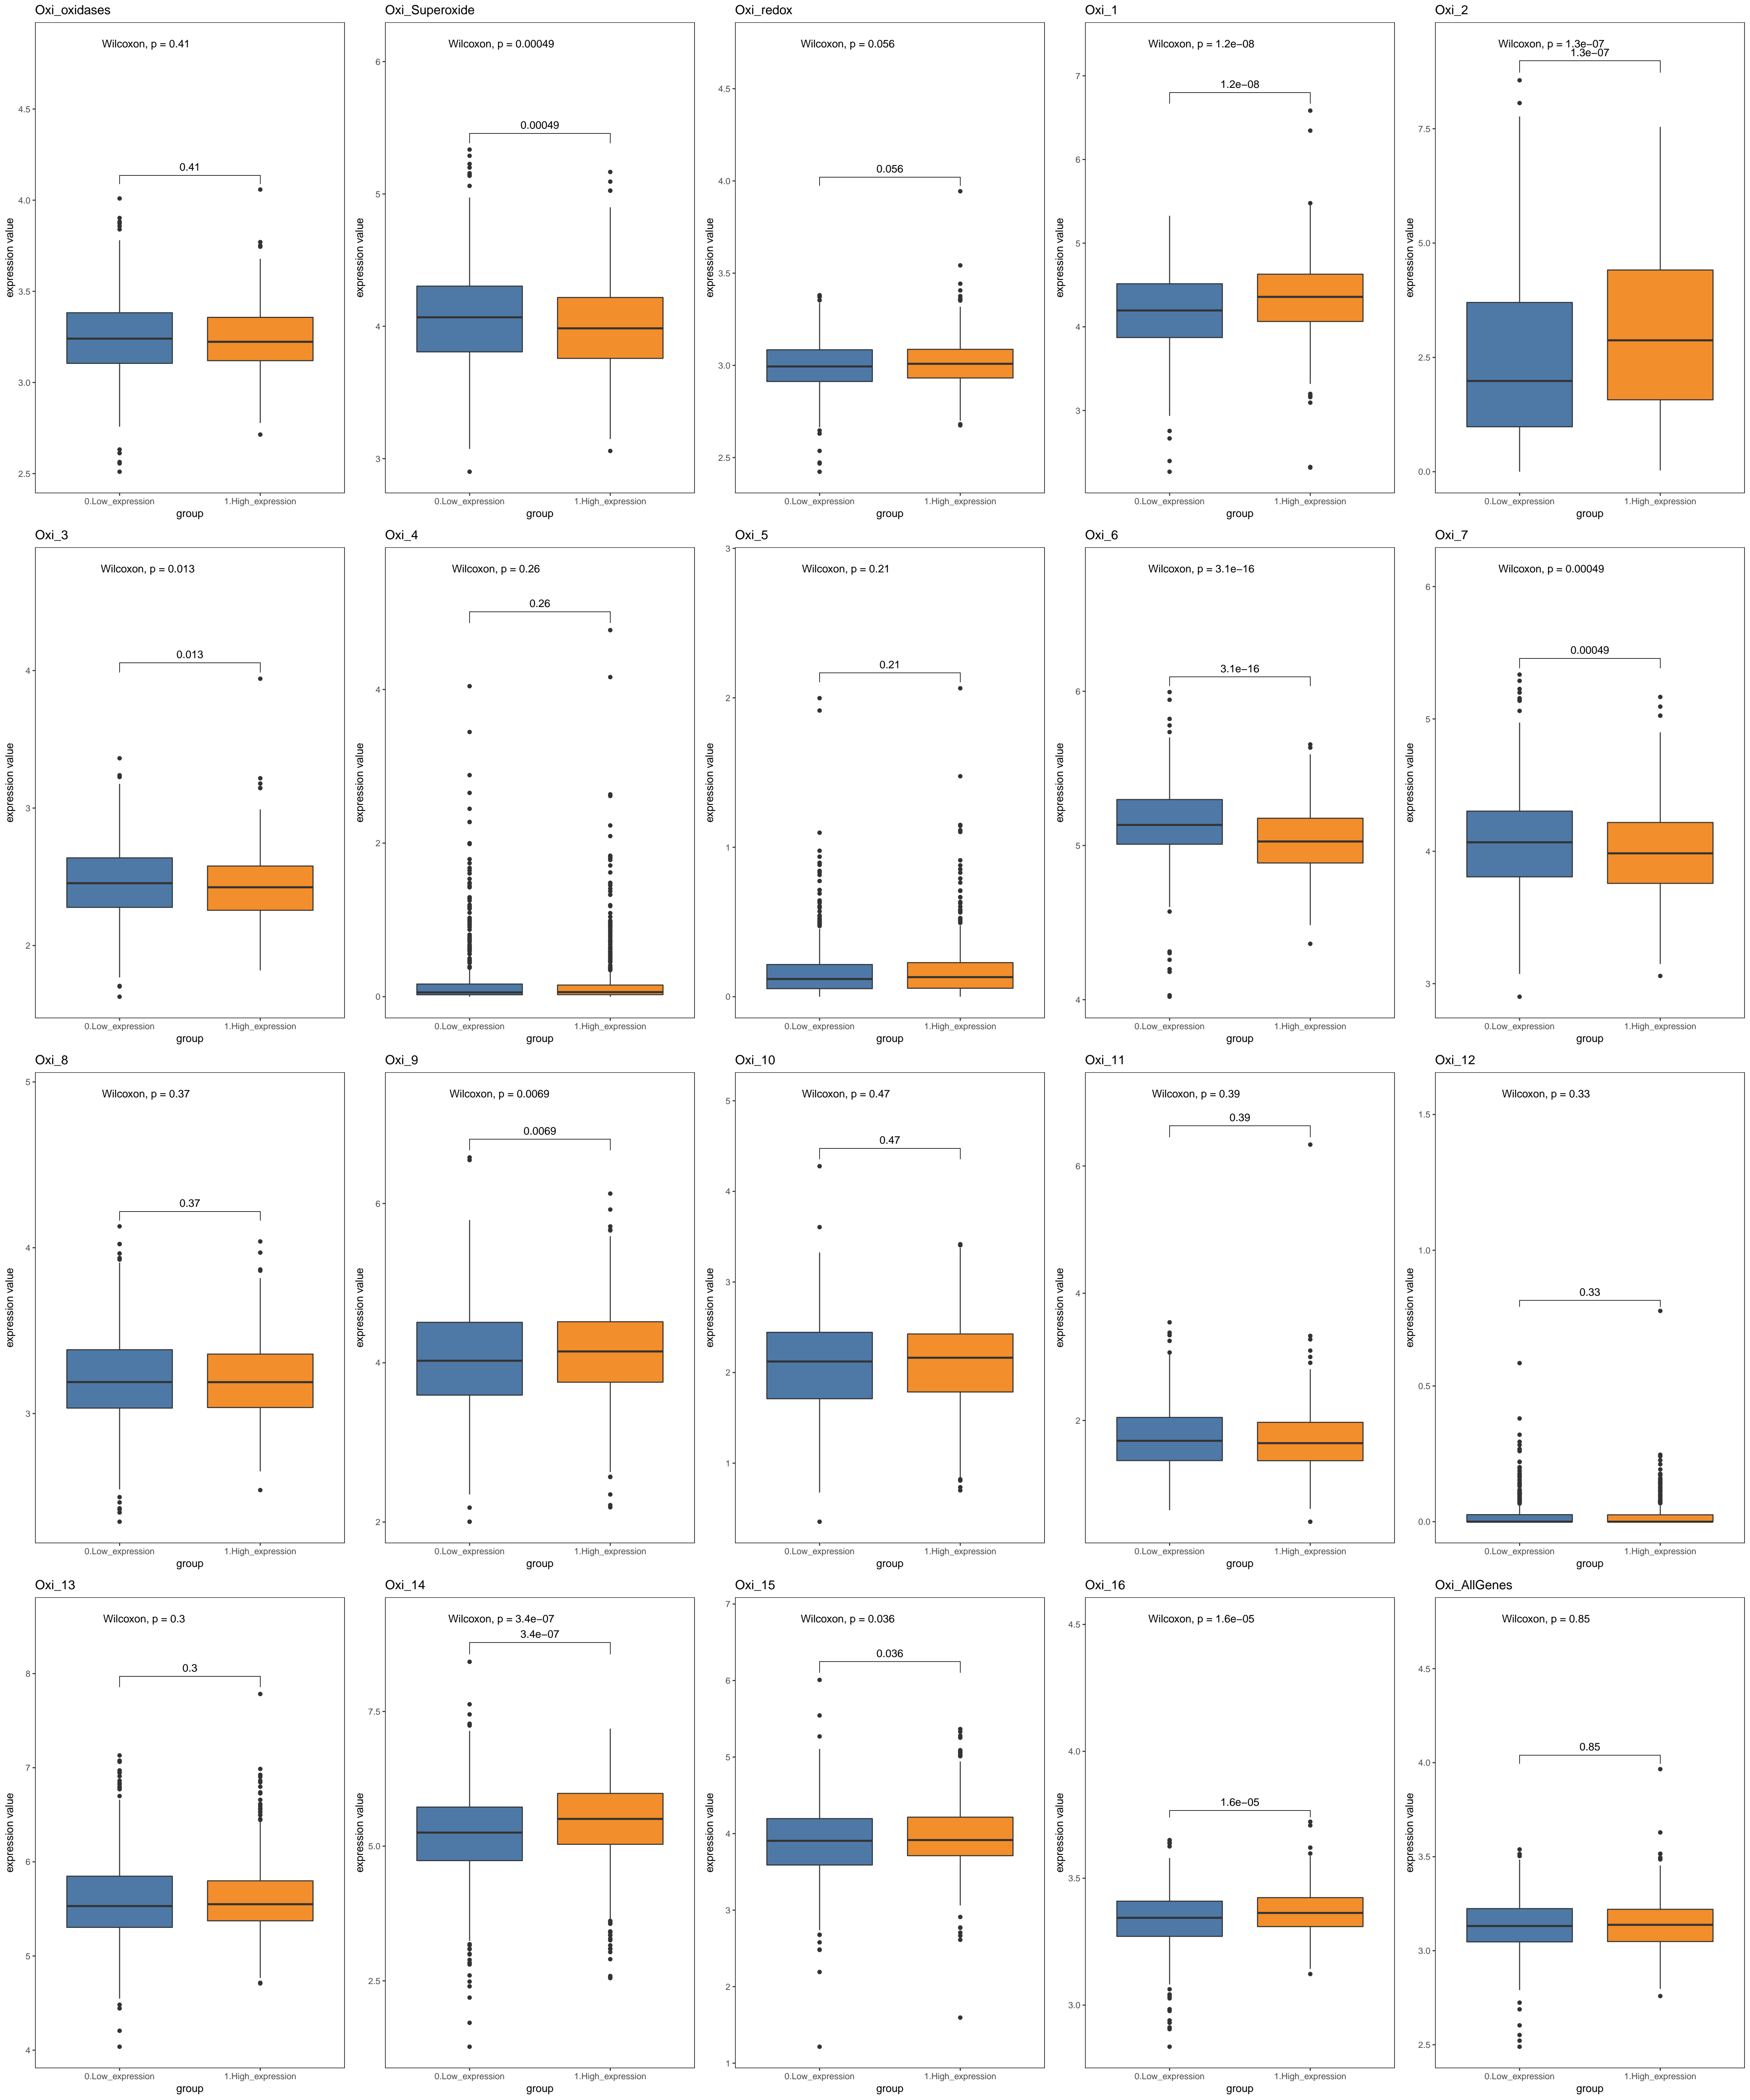 Oxi_oxidases
Wilcoxon, p = 0.41
0.41
4.5
4.0
3.5
3.0
2.5
expression value
0.Low_expression 1.High_expression
group
Oxi_Superoxide
Wilcoxon, p = 0.00049
0.00049
6
5
4
3
expression value
0.Low_expression 1.High_expression
group
Oxi_redox
Wilcoxon, p = 0.056
0.056
4.5
4.0
3.5
3.0
2.5
expression value
0.Low_expression 1.High_expression
group
Oxi_1
Wilcoxon, p = 1.2e−08
1.2e−08
7
6
5
4
3
expression value
0.Low_expression 1.High_expression
group
Oxi_2
Wilcoxon, p = 1.3e−07
1.3e−07
7.5
5.0
2.5
0.0
expression value
0.Low_expression 1.High_expression
group
Oxi_3
Wilcoxon, p = 0.013
0.013
4
3
2
expression value
0.Low_expression 1.High_expression
group
Oxi_4
Wilcoxon, p = 0.26
0.26
4
2
0
expression value
0.Low_expression 1.High_expression
group
Oxi_5
Wilcoxon, p = 0.21
0.21
3
2
1
0
expression value
0.Low_expression 1.High_expression
group
Oxi_6
Wilcoxon, p = 3.1e−16
3.1e−16
6
5
4
expression value
0.Low_expression 1.High_expression
group
Oxi_7
Wilcoxon, p = 0.00049
0.00049
6
5
4
3
expression value
0.Low_expression 1.High_expression
group
Oxi_8
Wilcoxon, p = 0.37
0.37
5
4
3
expression value
0.Low_expression 1.High_expression
group
Oxi_9
Wilcoxon, p = 0.0069
0.0069
6
4
2
expression value
0.Low_expression 1.High_expression
group
Oxi_10
Wilcoxon, p = 0.47
0.47
5
4
3
2
1
expression value
0.Low_expression 1.High_expression
group
Oxi_11
Wilcoxon, p = 0.39
0.39
6
4
2
expression value
0.Low_expression 1.High_expression
group
Oxi_12
Wilcoxon, p = 0.33
0.33
1.5
1.0
0.5
0.0
expression value
0.Low_expression 1.High_expression
group
Oxi_13
Wilcoxon, p = 0.3
0.3
8
7
6
5
4
expression value
0.Low_expression 1.High_expression
group
Oxi_14
Wilcoxon, p = 3.4e−07
3.4e−07
7.5
5.0
2.5
expression value
0.Low_expression 1.High_expression
group
Oxi_15
Wilcoxon, p = 0.036
0.036
7
6
5
4
3
2
1
expression value
0.Low_expression 1.High_expression
group
Oxi_16
Wilcoxon, p = 1.6e−05
1.6e−05
4.5
4.0
3.5
3.0
expression value
0.Low_expression 1.High_expression
group
Oxi_AllGenes
Wilcoxon, p = 0.85
0.85
4.5
4.0
3.5
3.0
2.5
expression value
0.Low_expression 1.High_expression
group